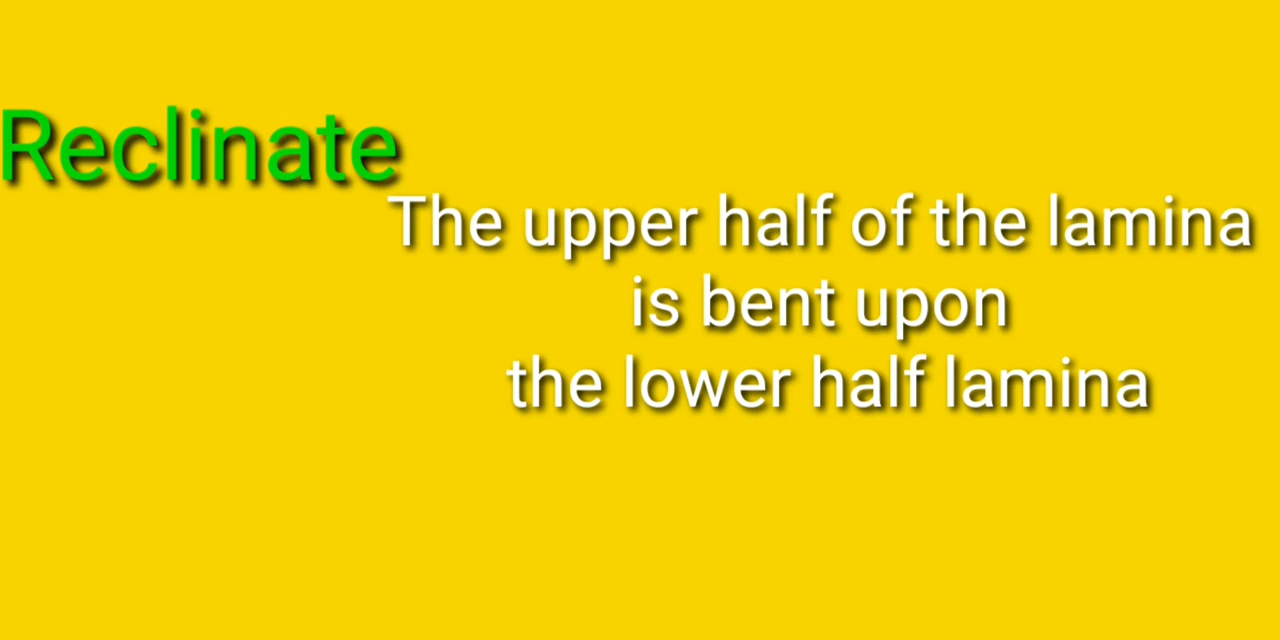 Reclinate
The upper half of the lamina
is bent upon
the lower half lamina